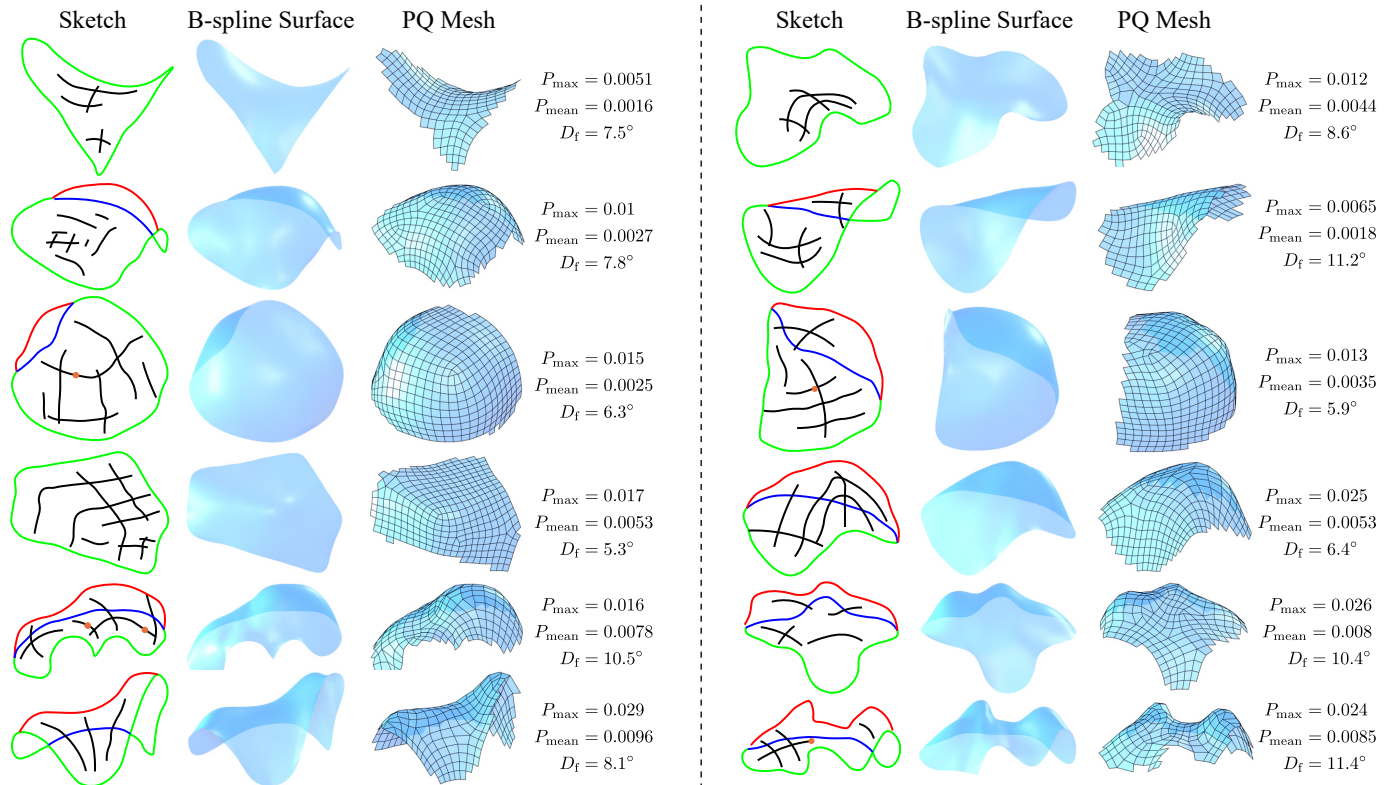 Sketch B-spline Surface PQ Mesh
P_max = 0.0051
P_mean = 0.0016
D_f = 7.5°
P_max = 0.01
P_mean = 0.0027
D_f = 7.8°
P_max = 0.015
P_mean = 0.0025
D_f = 6.3°
P_max = 0.017
P_mean = 0.0053
D_f = 5.3°
P_max = 0.016
P_mean = 0.0078
D_f = 10.5°
P_max = 0.029
P_mean = 0.0096
D_f = 8.1°
Sketch B-spline Surface PQ Mesh
P_max = 0.012
P_mean = 0.0044
D_f = 8.6°
P_max = 0.0065
P_mean = 0.0018
D_f = 11.2°
P_max = 0.013
P_mean = 0.0035
D_f = 5.9°
P_max = 0.025
P_mean = 0.0053
D_f = 6.4°
P_max = 0.026
P_mean = 0.008
D_f = 10.4°
P_max = 0.024
P_mean = 0.0085
D_f = 11.4°